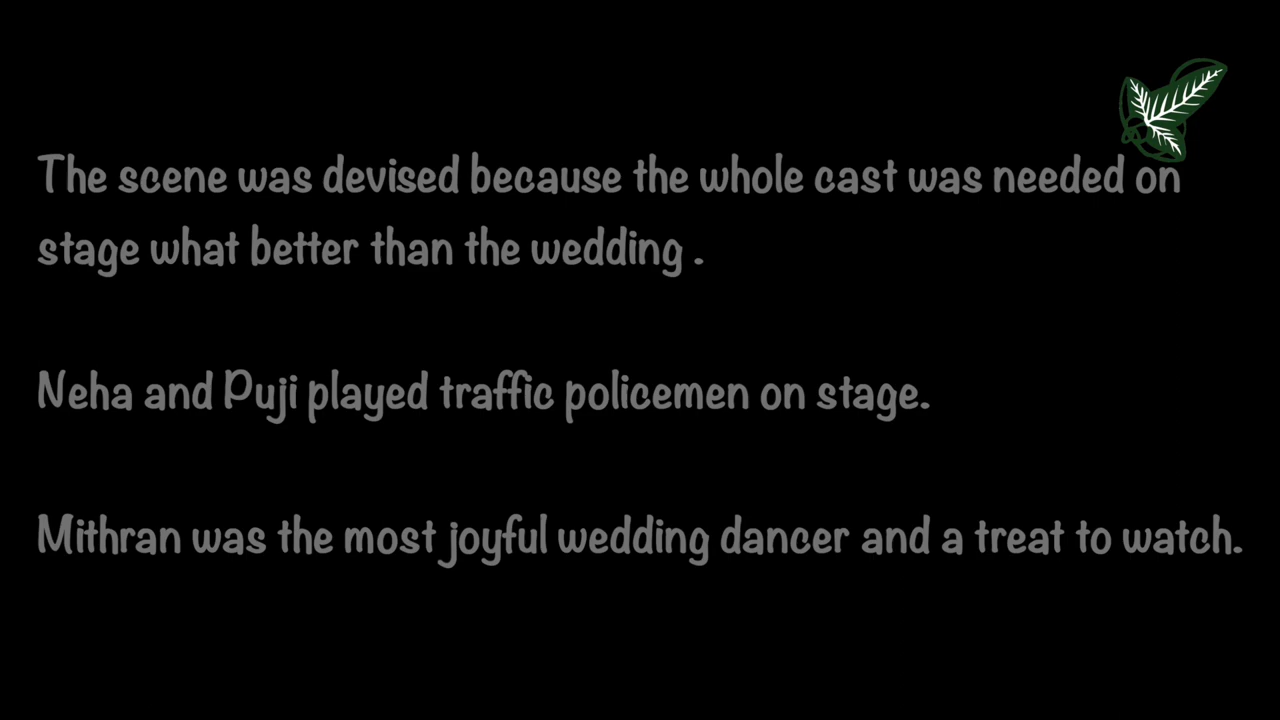 The scene was devised because the whole cast was needed on
stage what better than the wedding .
Neha and Puji played traffic policemen on stage.
Mithran was the most joyful wedding dancer and a treat to watch.